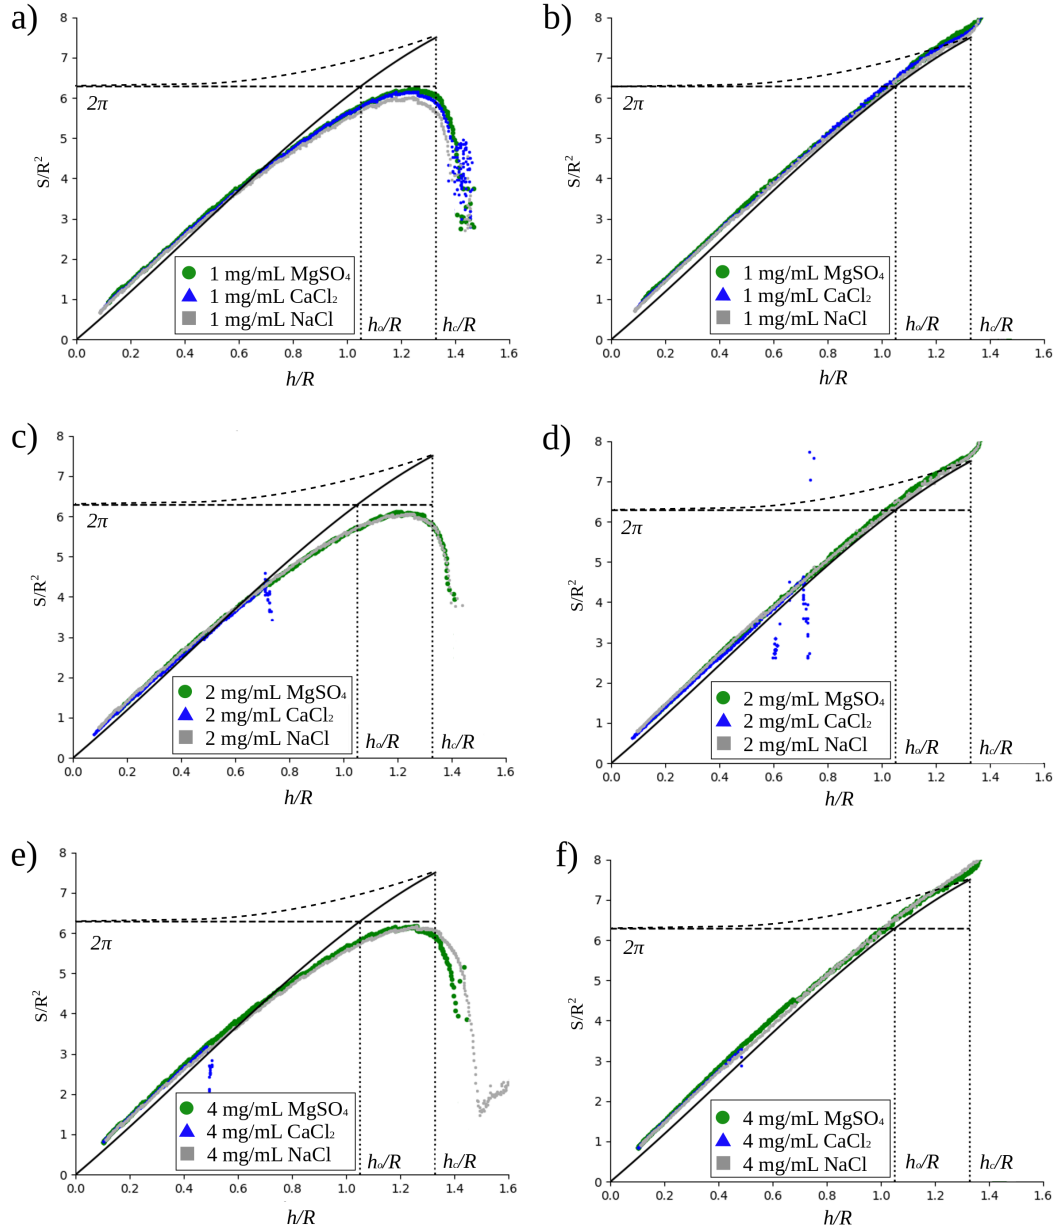 a)
8
7
6
5
4
3
2
1
0
S/R²
2π
1 mg/mL MgSO₄
1 mg/mL CaCl₂
1 mg/mL NaCl
hₒ/R
h꜀/R
0.0 0.2 0.4 0.6 0.8 1.0 1.2 1.4 1.6
h/R
b)
8
7
6
5
4
3
2
1
0
S/R²
2π
1 mg/mL MgSO₄
1 mg/mL CaCl₂
1 mg/mL NaCl
hₒ/R
h꜀/R
0.0 0.2 0.4 0.6 0.8 1.0 1.2 1.4 1.6
h/R
c)
8
7
6
5
4
3
2
1
0
S/R²
2π
2 mg/mL MgSO₄
2 mg/mL CaCl₂
2 mg/mL NaCl
hₒ/R
h꜀/R
0.0 0.2 0.4 0.6 0.8 1.0 1.2 1.4 1.6
h/R
d)
8
7
6
5
4
3
2
1
0
S/R²
2π
2 mg/mL MgSO₄
2 mg/mL CaCl₂
2 mg/mL NaCl
hₒ/R
h꜀/R
0.0 0.2 0.4 0.6 0.8 1.0 1.2 1.4 1.6
h/R
e)
8
7
6
5
4
3
2
1
0
S/R²
2π
4 mg/mL MgSO₄
4 mg/mL CaCl₂
4 mg/mL NaCl
hₒ/R
h꜀/R
0.0 0.2 0.4 0.6 0.8 1.0 1.2 1.4 1.6
h/R
f)
8
7
6
5
4
3
2
1
0
S/R²
2π
4 mg/mL MgSO₄
4 mg/mL CaCl₂
4 mg/mL NaCl
hₒ/R
h꜀/R
0.0 0.2 0.4 0.6 0.8 1.0 1.2 1.4 1.6
h/R